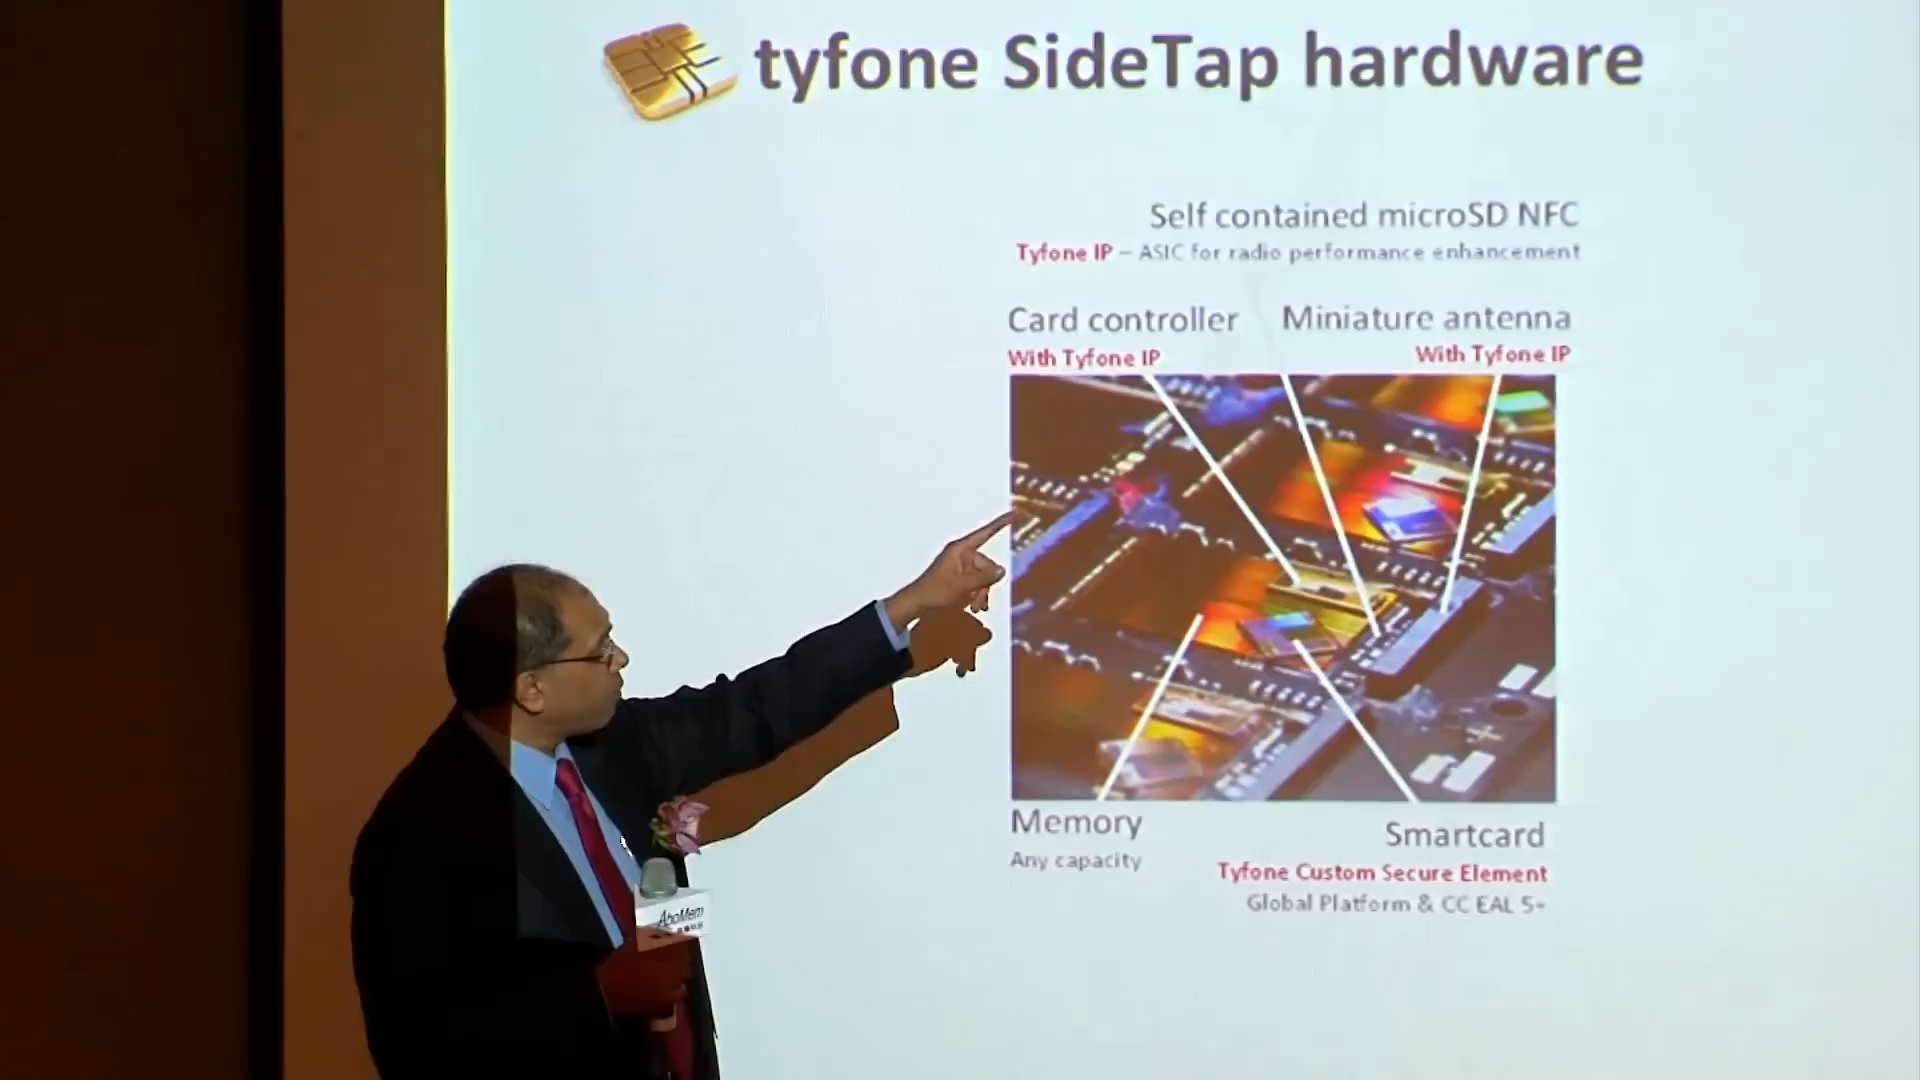 tyfone SideTap hardware
Self contained microSD NFC
Tyfone IP – ASIC for radio performance enhancement
Card controller
Miniature antenna
With Tyfone IP
With Tyfone IP
Memory
Any capacity
Smartcard
Tyfone Custom Secure Element
Global Platform & CC EAL 5+
AboMem